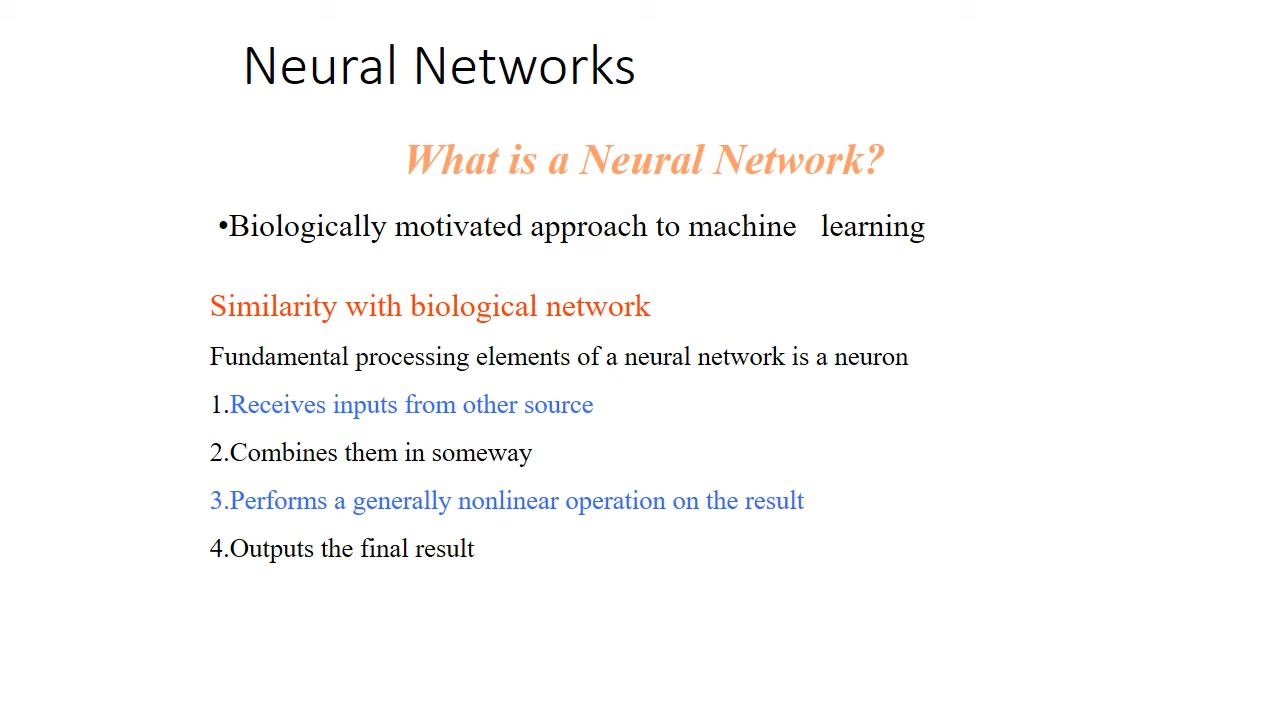 Neural Networks
What is a Neural Network?
•Biologically motivated approach to machine   learning
Similarity with biological network
Fundamental processing elements of a neural network is a neuron
1.Receives inputs from other source
2.Combines them in someway
3.Performs a generally nonlinear operation on the result
4.Outputs the final result